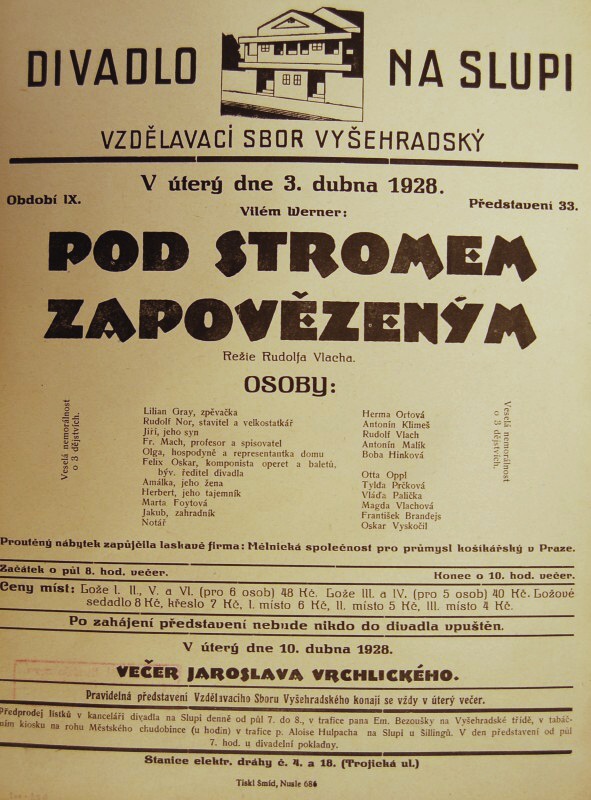 DIVADLO NA SLUPI
VZDĚLAVACÍ SBOR VYŠEHRADSKÝ
V úterý dne 3. dubna 1928.
Období IX.
Představení 33.
Vilém Werner:
POD STROMEM
ZAPOVĚZENÝM
Režie Rudolfa Vlacha.
OSOBY:
Veselá nemorálnost
o 3 dějstvích.
Lilian Gray, zpěvačka
Rudolf Nor, stavitel a velkostatkář
Jiří, jeho syn
Fr. Mach, profesor a spisovatel
Olga, hospodyně a representantka domu
Felix Oskar, komponista operet a baletů,
býv. ředitel divadla
Amálka, jeho žena
Herbert, jeho tajemník
Marta Foytová
Jakub, zahradník
Notář
Herma Ortová
Antonín Klimeš
Rudolf Vlach
Antonín Malík
Boba Hinková
Otta Oppl
Tylda Prčková
Vláďa Palička
Magda Vlachová
František Brandejs
Oskar Vyskočil
Veselá nemorálnost
o 3 dějstvích.
Proutěný nábytek zapůjčila laskavě firma: Mělnická společnost pro průmysl košíkářský v Praze.
Začátek o půl 8. hod. večer.
Konec o 10. hod. večer.
Ceny míst: Lože I. II., V. a VI. (pro 6 osob) 48 Kč. Lože III. a IV. (pro 5 osob) 40 Kč. Ložové
sedadlo 8 Kč, křeslo 7 Kč, I. místo 6 Kč, II. místo 5 Kč, III. místo 4 Kč.
Po zahájení představení nebude nikdo do divadla vpuštěn.
V úterý dne 10. dubna 1928.
VEČER JAROSLAVA VRCHLICKÉHO.
Pravidelná představení Vzdělavacího Sboru Vyšehradského konají se vždy v úterý večer.
Předprodej lístků v kanceláři divadla na Slupi denně od půl 7. do 8., v trafice pana Em. Bezoušky na Vyšehradské třídě, v tabáč-
ním kiosku na rohu Městského chudobince (u hodin) v trafice p. Aloise Hulpacha na Slupi u Šillingů. V den představení od půl
7. hod. u divadelní pokladny.
Stanice elektr. dráhy č. 4. a 18. (Trojická ul.)
Tiskl Šmíd, Nusle 684